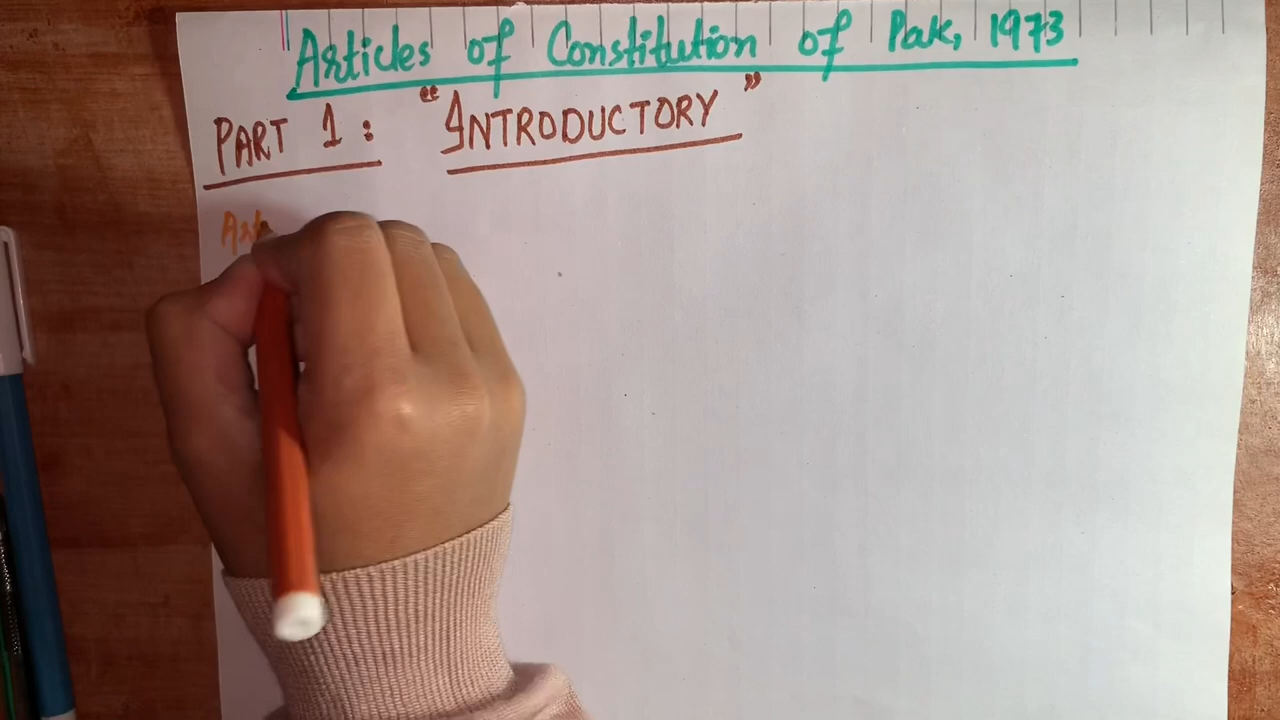 Articles of Constitution of Pak, 1973
PART 1: "INTRODUCTORY"